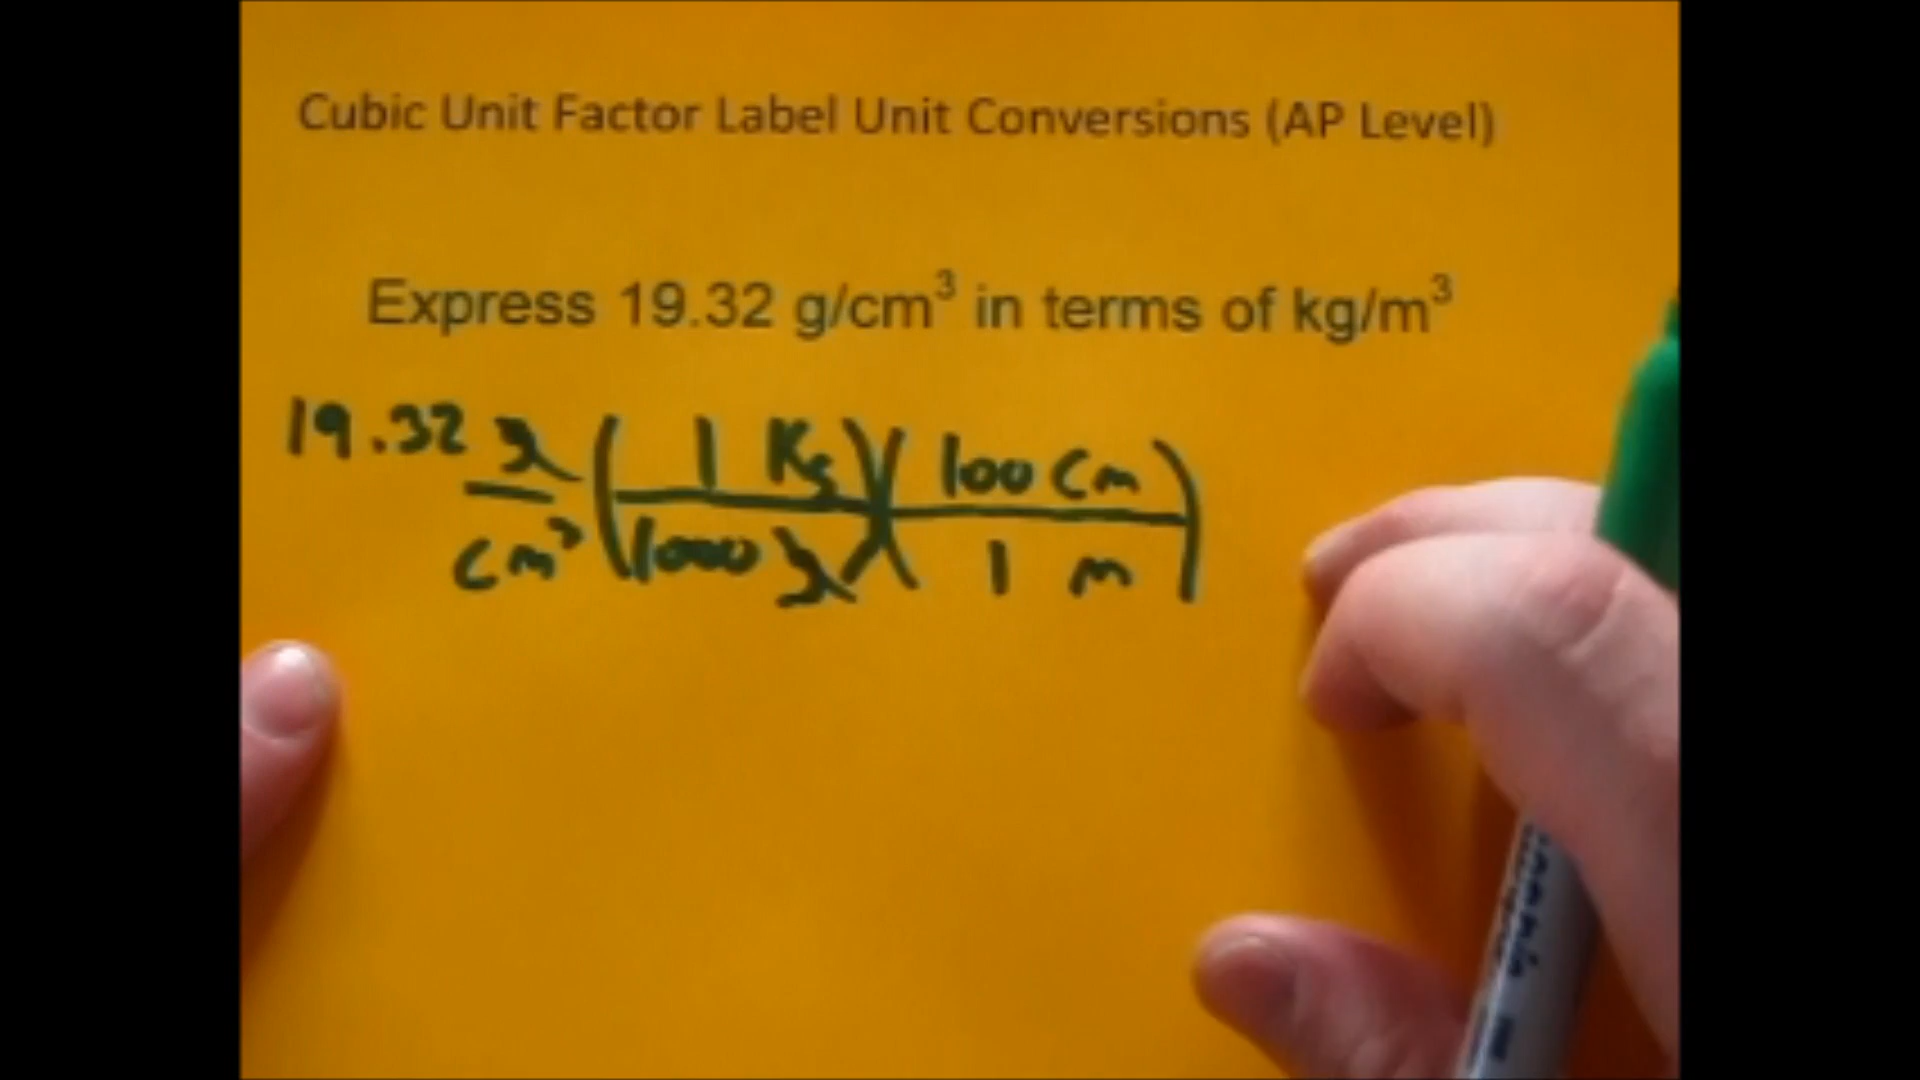 Cubic Unit Factor Label Unit Conversions (AP Level)
Express 19.32 g/cm³ in terms of kg/m³
19.32 g/cm³ (1 Kg/1000 g)(100 cm/1 m)